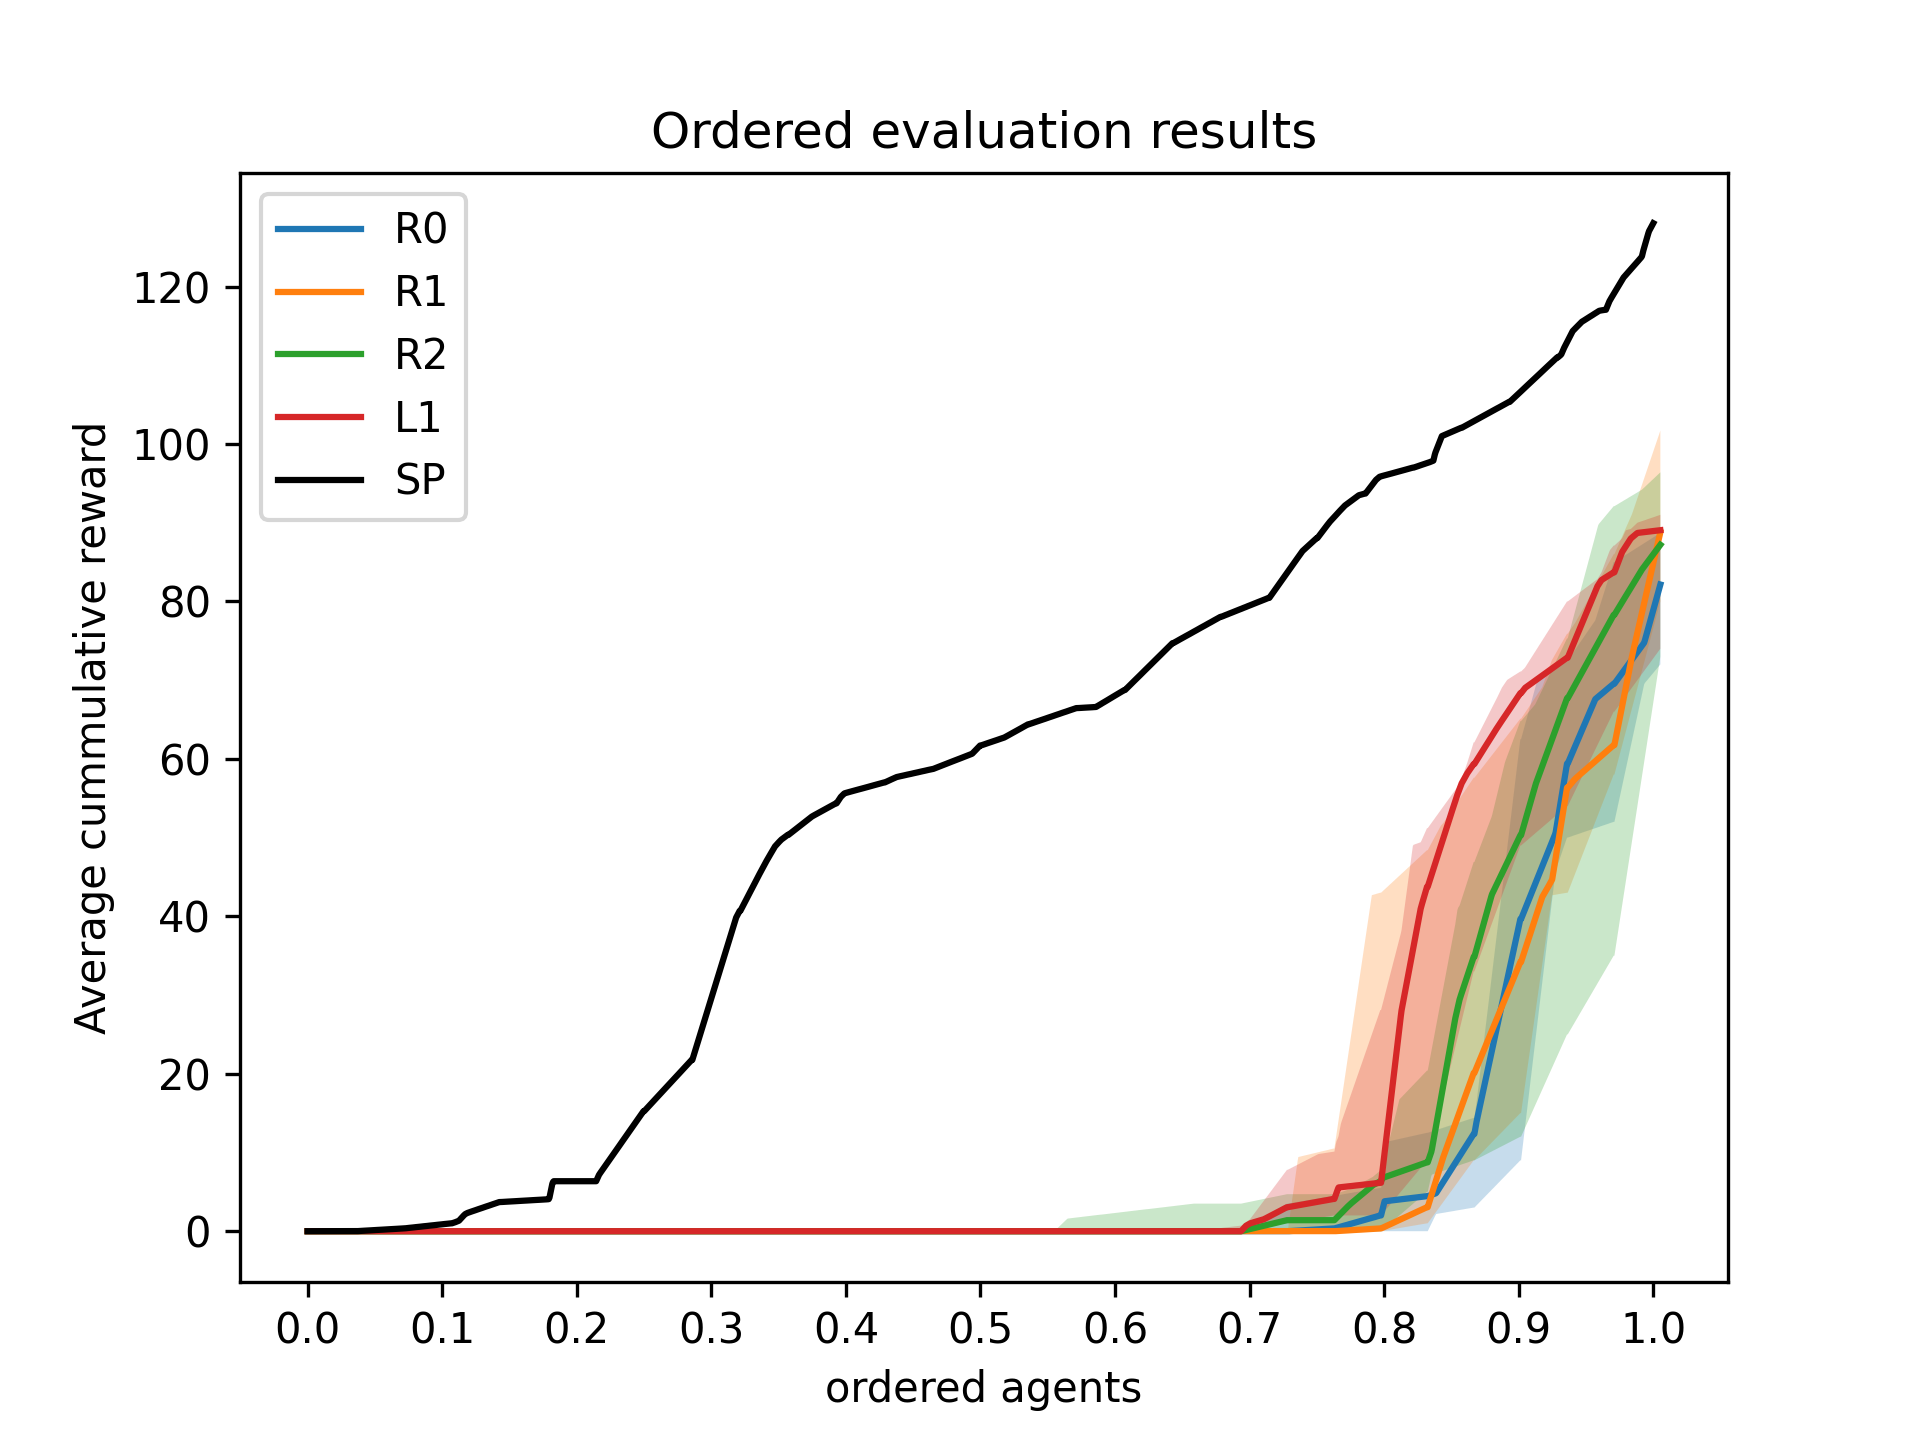 Ordered evaluation results
R0
R1
R2
L1
SP
Average cummulative reward
120
100
80
60
40
20
0
0.0 0.1 0.2 0.3 0.4 0.5 0.6 0.7 0.8 0.9 1.0
ordered agents